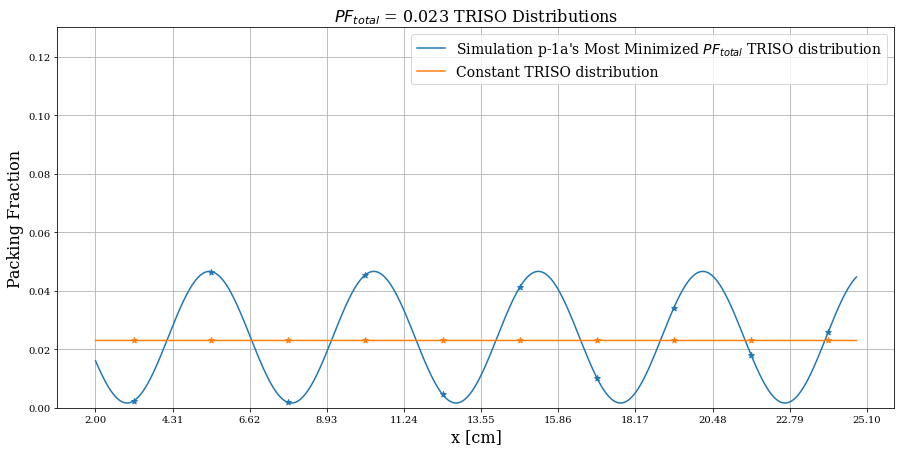 PF_total = 0.023 TRISO Distributions
Simulation p-1a's Most Minimized PF_total TRISO distribution
Constant TRISO distribution
Packing Fraction
0.12
0.10
0.08
0.06
0.04
0.02
0.00
2.00 4.31 6.62 8.93 11.24 13.55 15.86 18.17 20.48 22.79 25.10
x [cm]